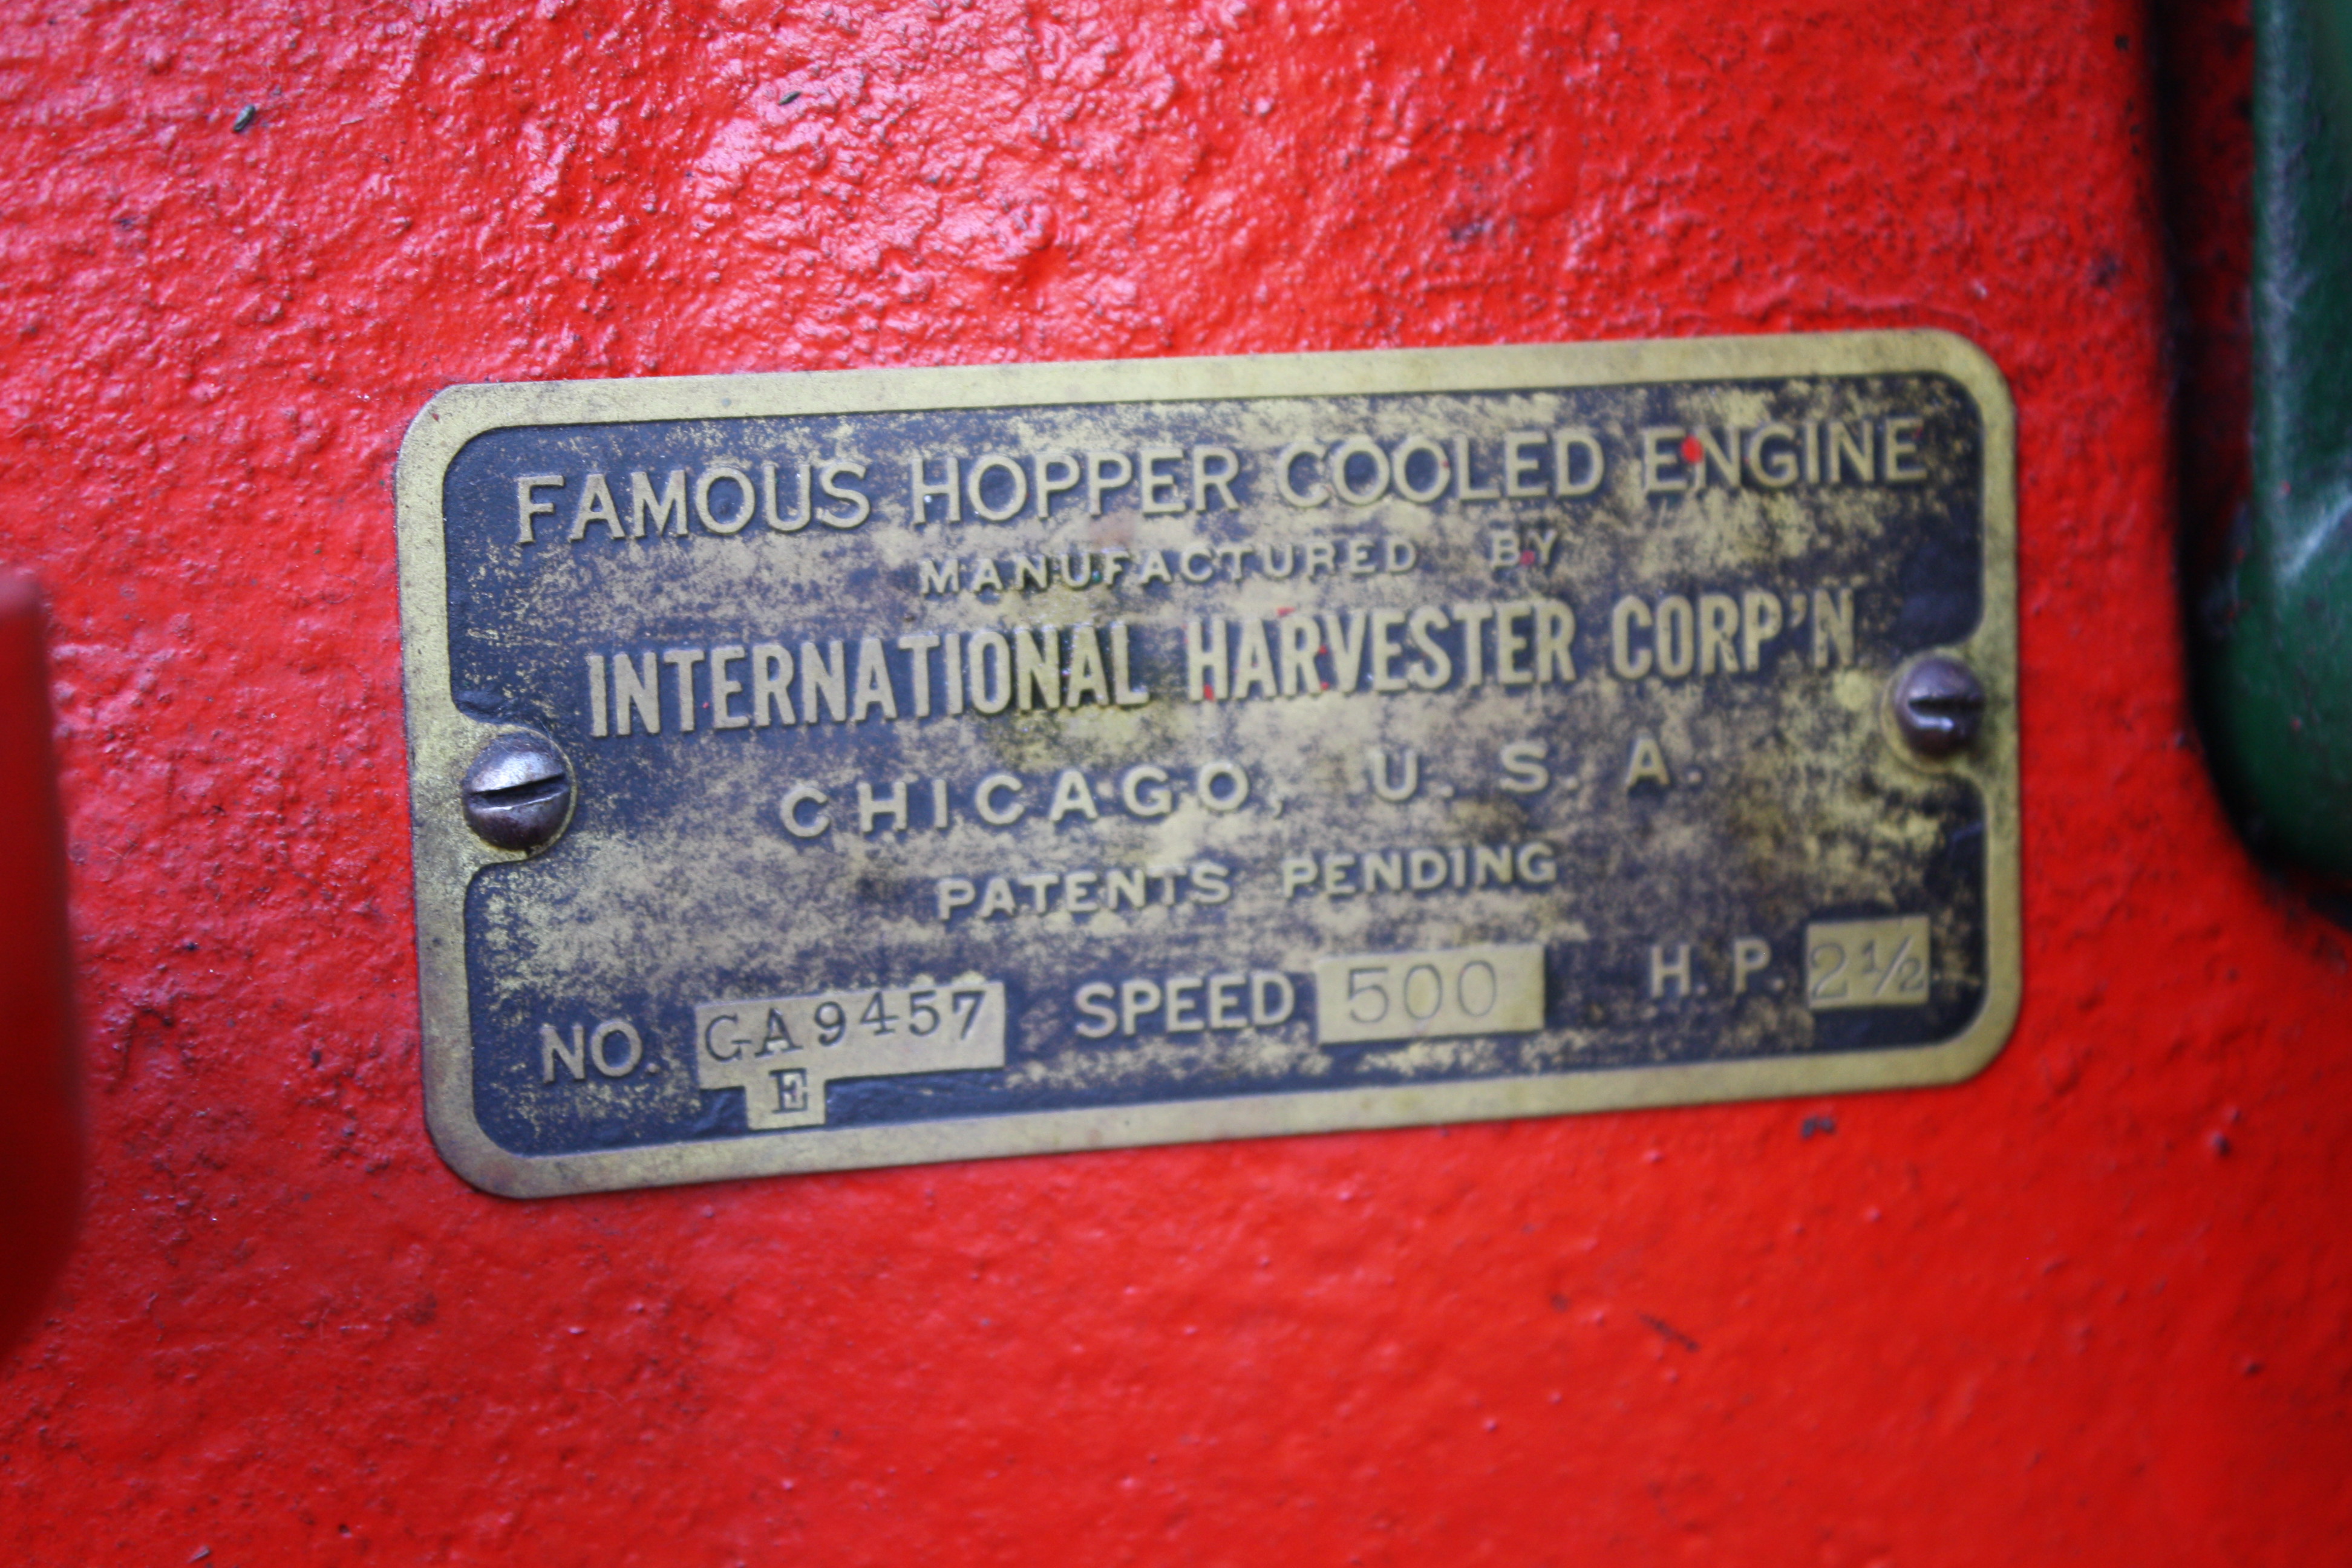 FAMOUS HOPPER COOLED ENGINE
MANUFACTURED BY
INTERNATIONAL HARVESTER CORP'N
CHICAGO, U. S. A.
PATENTS PENDING
NO. GA9457 SPEED 500 H. P. 2½
E